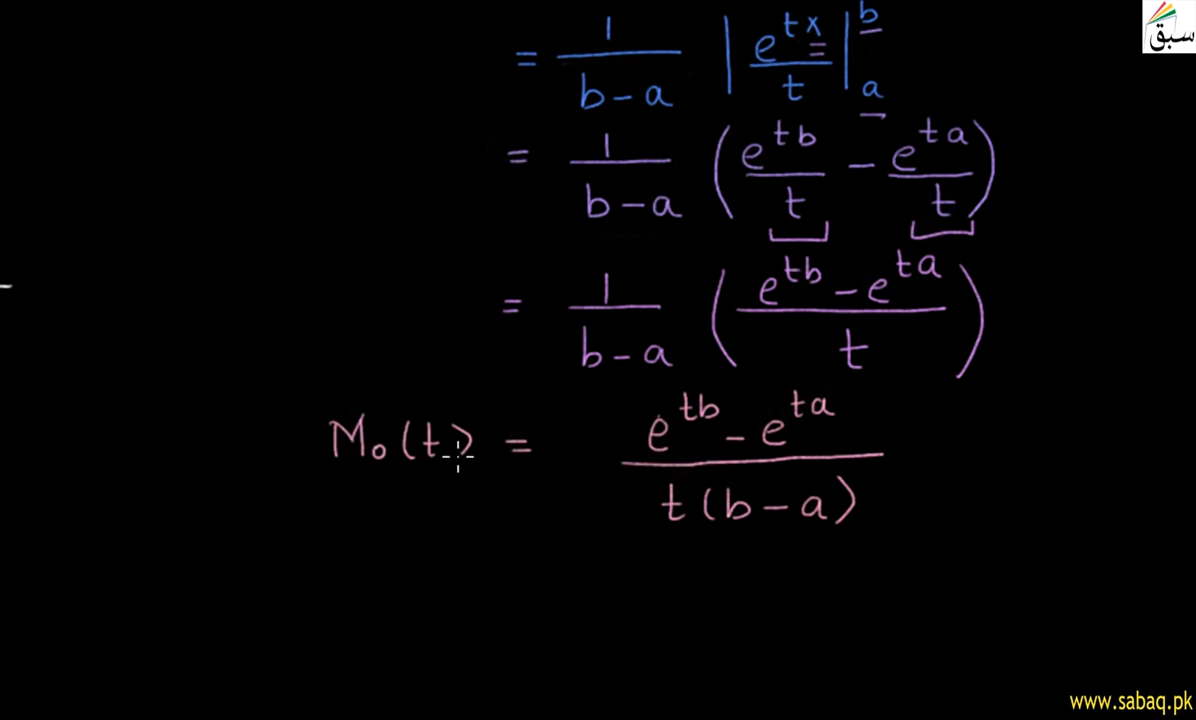 سبق
= 1/(b-a) | e^(tx)/t |_a^b
= 1/(b-a) ( e^(tb)/t - e^(ta)/t )
= 1/(b-a) ( (e^(tb) - e^(ta))/t )
M₀(t) = (e^(tb) - e^(ta))/(t(b-a))
www.sabaq.pk